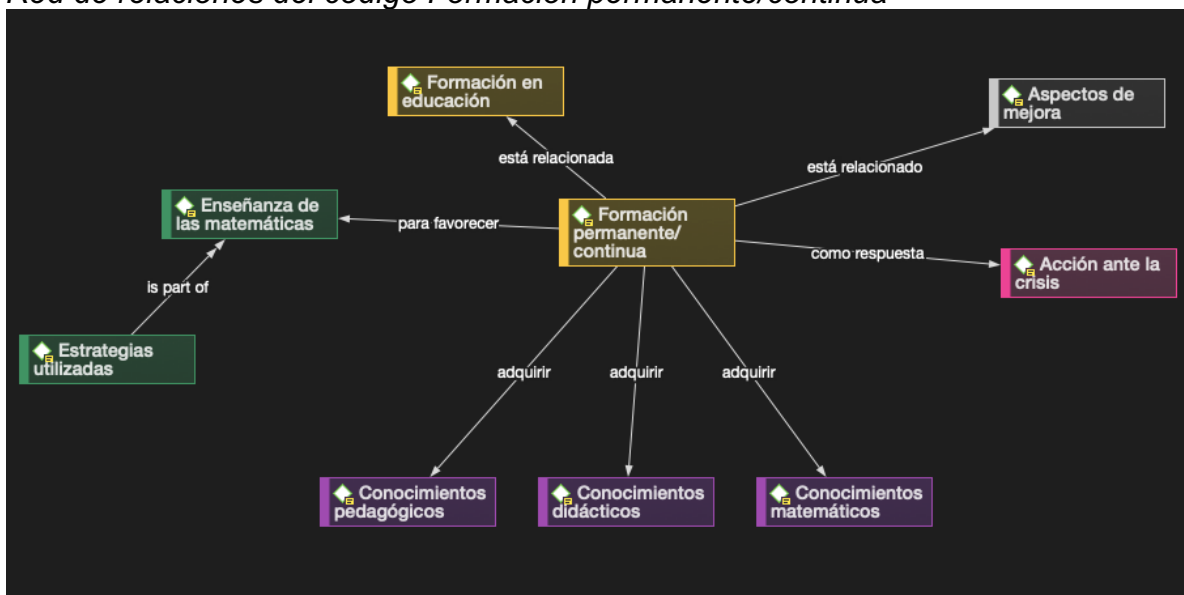 Red de relaciones del código Formación permanente/continua
Formación en
educación
Aspectos de
mejora
está relacionada
está relacionado
Enseñanza de
las matemáticas
para favorecer
Formación
permanente/
continua
como respuesta
Acción ante la
crisis
is part of
Estrategias
utilizadas
adquirir
adquirir
adquirir
Conocimientos
pedagógicos
Conocimientos
didácticos
Conocimientos
matemáticos